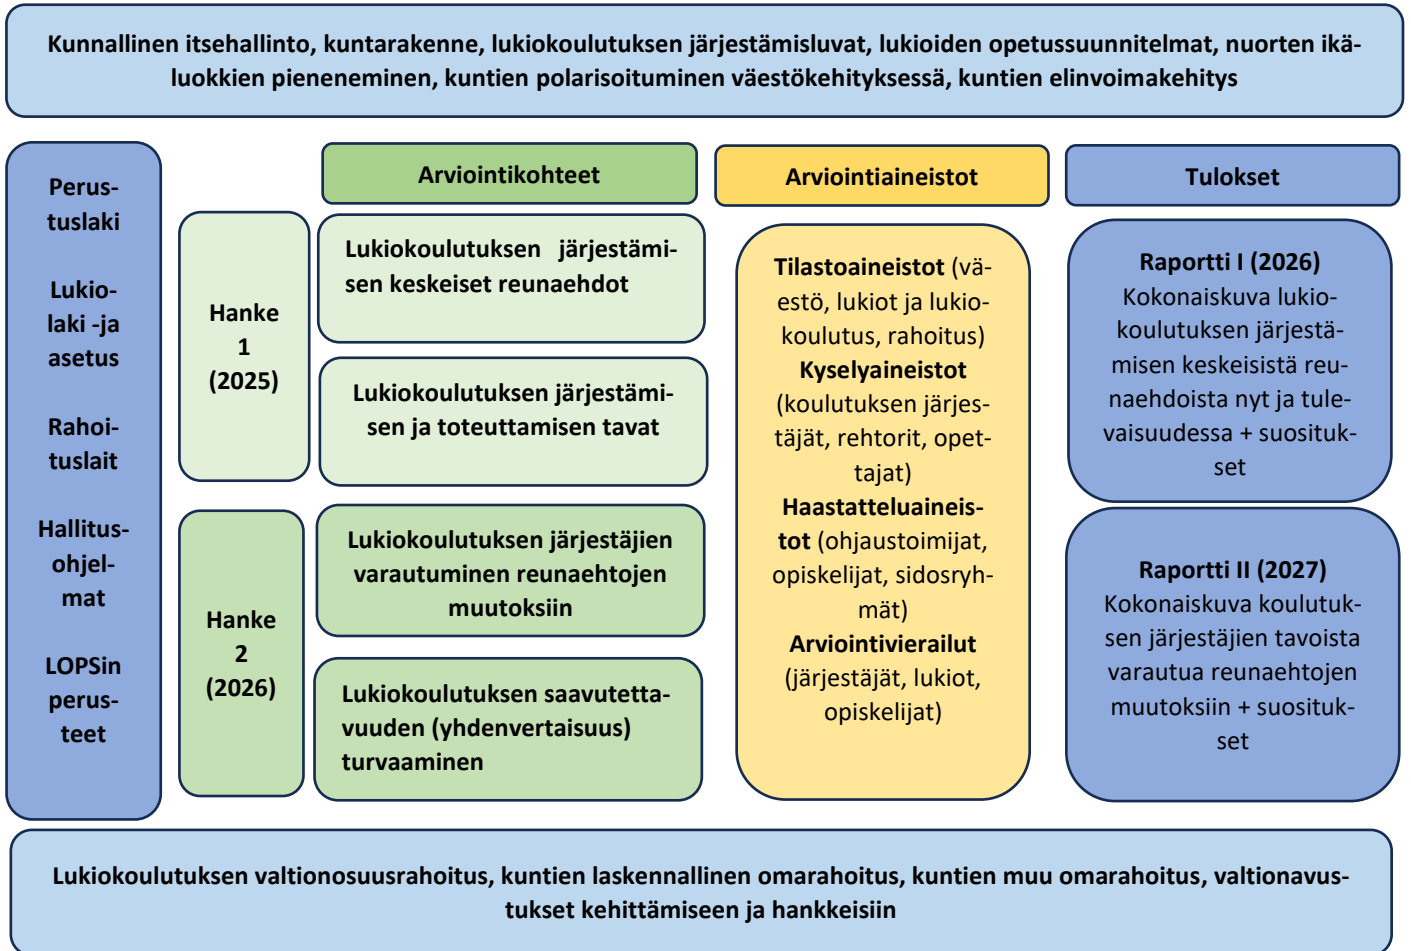 Kunnallinen itsehallinto, kuntarakenne, lukiokoulutuksen järjestämisluvat, lukioiden opetussuunnitelmat, nuorten ikä-
luokkien pieneneminen, kuntien polarisoituminen väestökehityksessä, kuntien elinvoimakehitys
Perus-
tuslaki
Lukio-
laki -ja
asetus
Rahoi-
tuslait
Hallitus-
ohjel-
mat
LOPSin
perus-
teet
Hanke
1
(2025)
Hanke
2
(2026)
Arviointikohteet
Lukiokoulutuksen järjestämi-
sen keskeiset reunaehdot
Lukiokoulutuksen järjestämi-
sen ja toteuttamisen tavat
Lukiokoulutuksen järjestäjien
varautuminen reunaehtojen
muutoksiin
Lukiokoulutuksen saavutetta-
vuuden (yhdenvertaisuus)
turvaaminen
Arviointiaineistot
Tilastoaineistot (vä-
estö, lukiot ja lukio-
koulutus, rahoitus)
Kyselyaineistot
(koulutuksen järjes-
täjät, rehtorit, opet-
tajat)
Haastatteluaineis-
tot (ohjaustoimijat,
opiskelijat, sidosryh-
mät)
Arviointivierailut
(järjestäjät, lukiot,
opiskelijat)
Tulokset
Raportti I (2026)
Kokonaiskuva lukio-
koulutuksen järjestä-
misen keskeisistä reu-
naehdoista nyt ja tule-
vaisuudessa + suosituk-
set
Raportti II (2027)
Kokonaiskuva koulutuk-
sen järjestäjien tavoista
varautua reunaehtojen
muutoksiin + suosituk-
set
Lukiokoulutuksen valtionosuusrahoitus, kuntien laskennallinen omarahoitus, kuntien muu omarahoitus, valtionavus-
tukset kehittämiseen ja hankkeisiin